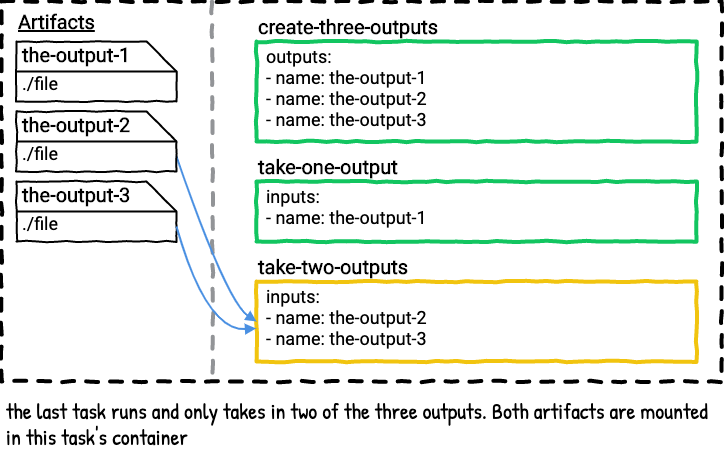 Artifacts
the-output-1
./file
the-output-2
./file
the-output-3
./file
create-three-outputs
outputs:
- name: the-output-1
- name: the-output-2
- name: the-output-3
take-one-output
inputs:
- name: the-output-1
take-two-outputs
inputs:
- name: the-output-2
- name: the-output-3
the last task runs and only takes in two of the three outputs. Both artifacts are mounted
in this task's container